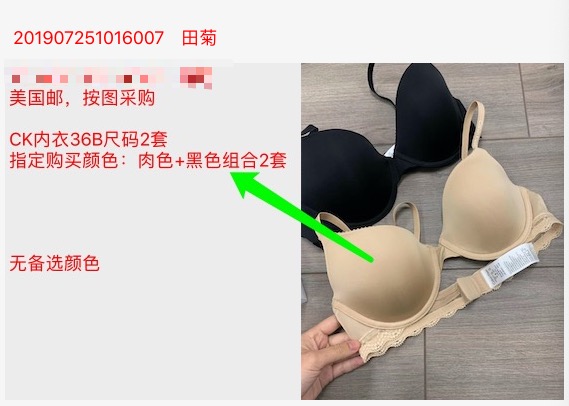 201907251016007 田菊
美国邮，按图采购
CK内衣36B尺码2套
指定购买颜色：肉色+黑色组合2套
无备选颜色